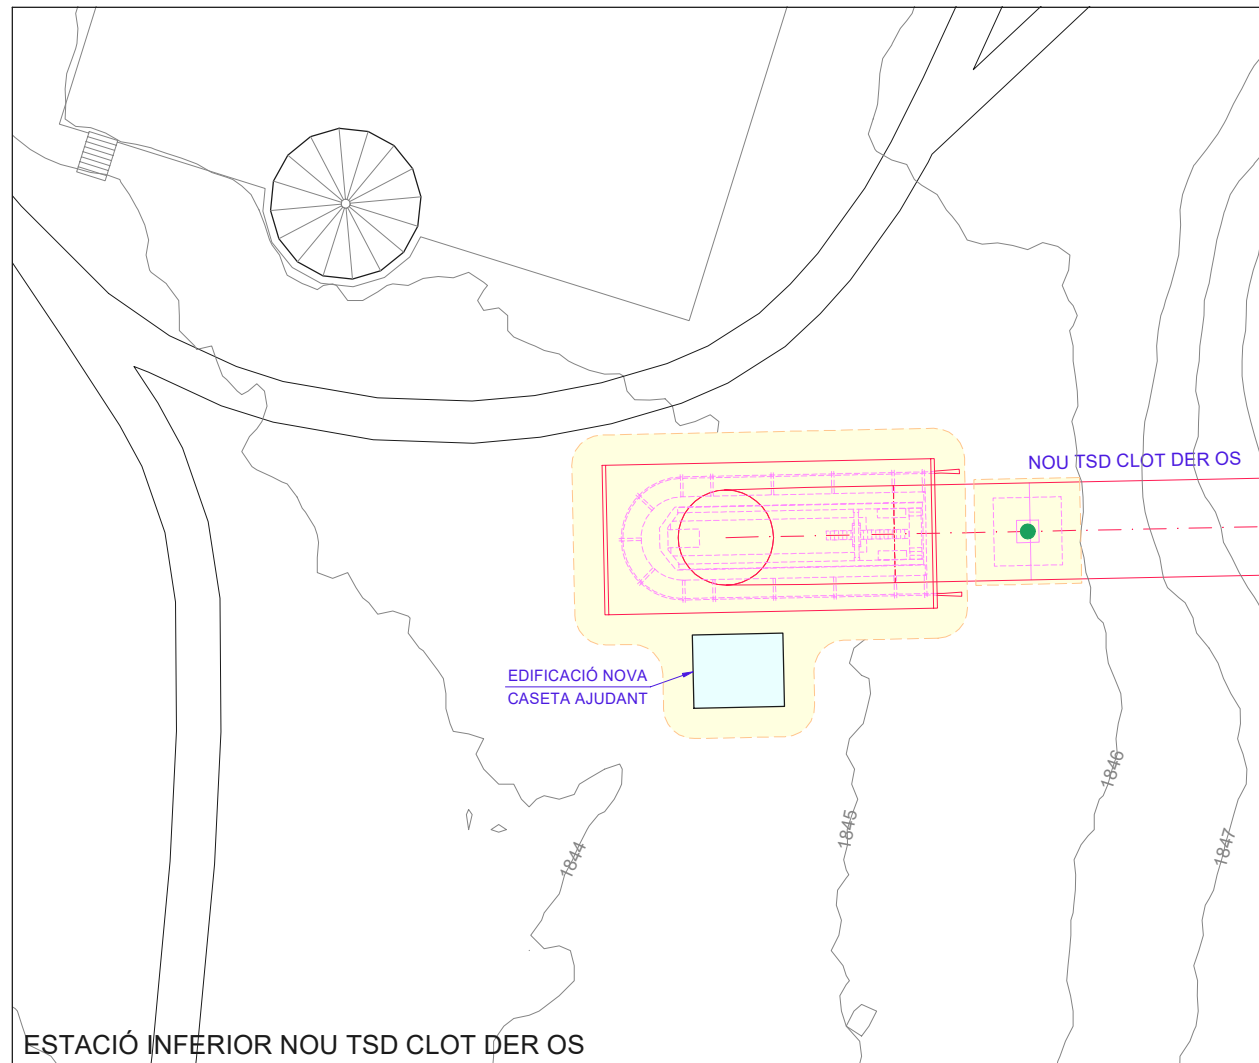 NOU TSD CLOT DER OS
EDIFICACIÓ NOVA
CASETA AJUDANT
1846
1845
1844
1847
ESTACIÓ INFERIOR NOU TSD CLOT DER OS